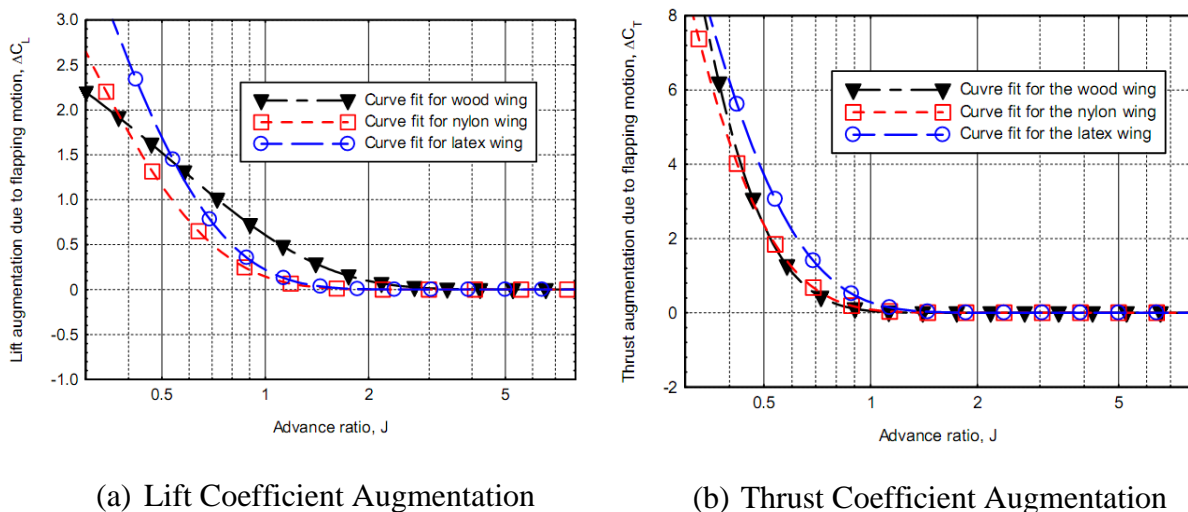 3.0
2.5
2.0
1.5
1.0
0.5
0
-0.5
-1.0
Lift augmentation due to flapping motion, ΔC_L
Curve fit for wood wing
Curve fit for nylon wing
Curve fit for latex wing
0.5
1
2
5
Advance ratio, J
(a) Lift Coefficient Augmentation
8
6
4
2
0
-2
Thrust augmentation due to flapping motion, ΔC_T
Cuvre fit for the wood wing
Curve fit for the nylon wing
Curve fit for the latex wing
0.5
1
2
5
Advance ratio, J
(b) Thrust Coefficient Augmentation